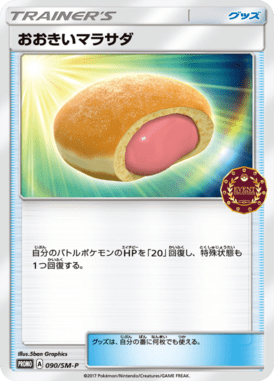 TRAINER'S
グッズ
おおきいマラサダ
EVENT
自分のバトルポケモンのHPを「20」回復し、特殊状態も
1つ回復する。
Illus. 5ban Graphics
PROMO A 090/SM-P
グッズは、自分の番に何枚でも使える。
©2017 Pokémon/Nintendo/Creatures/GAME FREAK.